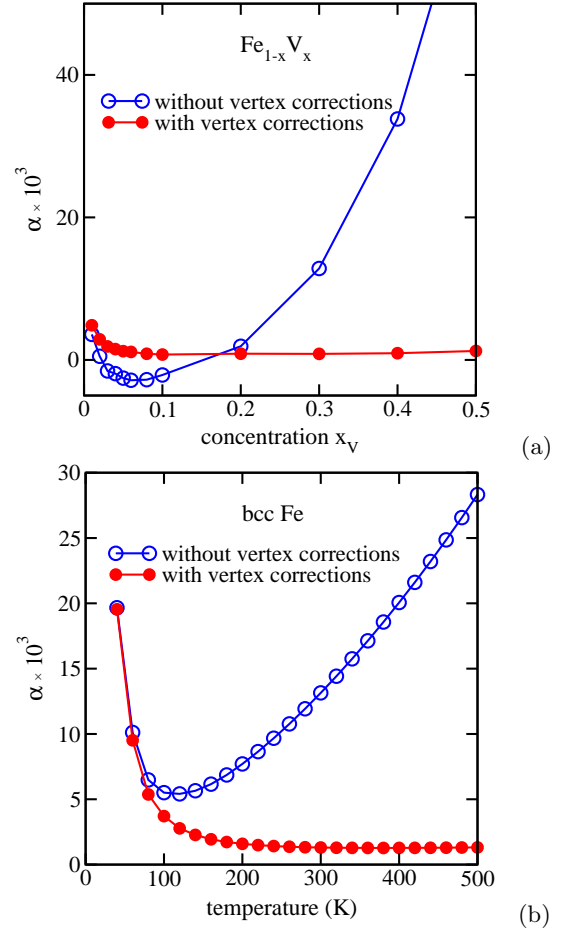 40
20
0
α × 10³
Fe₁₋ₓVₓ
without vertex corrections
with vertex corrections
0 0.1 0.2 0.3 0.4 0.5
concentration x_V
(a)
30
25
20
15
10
5
0
α × 10³
bcc Fe
without vertex corrections
with vertex corrections
0 100 200 300 400 500
temperature (K)
(b)